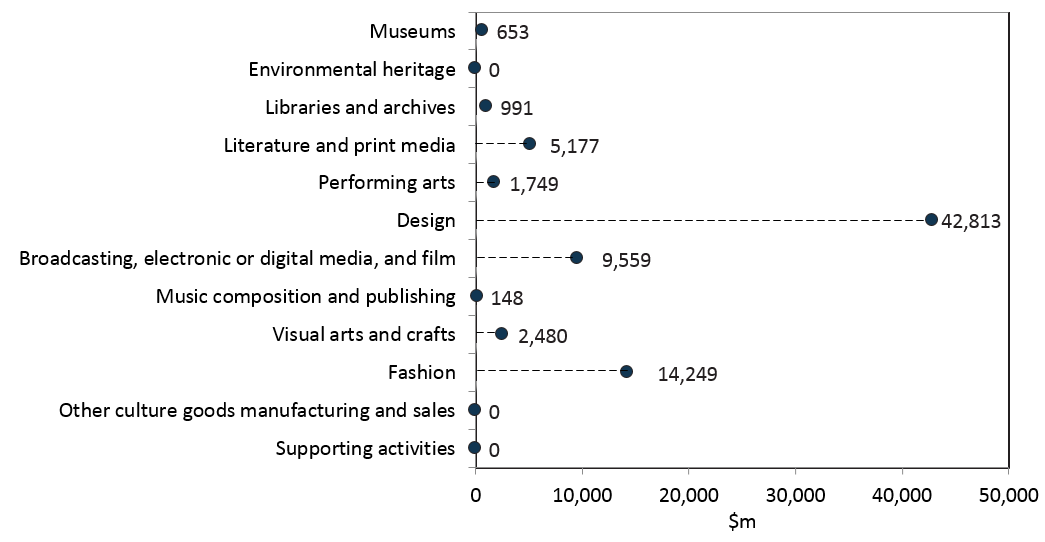 Museums 653
Environmental heritage 0
Libraries and archives 991
Literature and print media 5,177
Performing arts 1,749
Design 42,813
Broadcasting, electronic or digital media, and film 9,559
Music composition and publishing 148
Visual arts and crafts 2,480
Fashion 14,249
Other culture goods manufacturing and sales 0
Supporting activities 0
0 10,000 20,000 30,000 40,000 50,000
$m